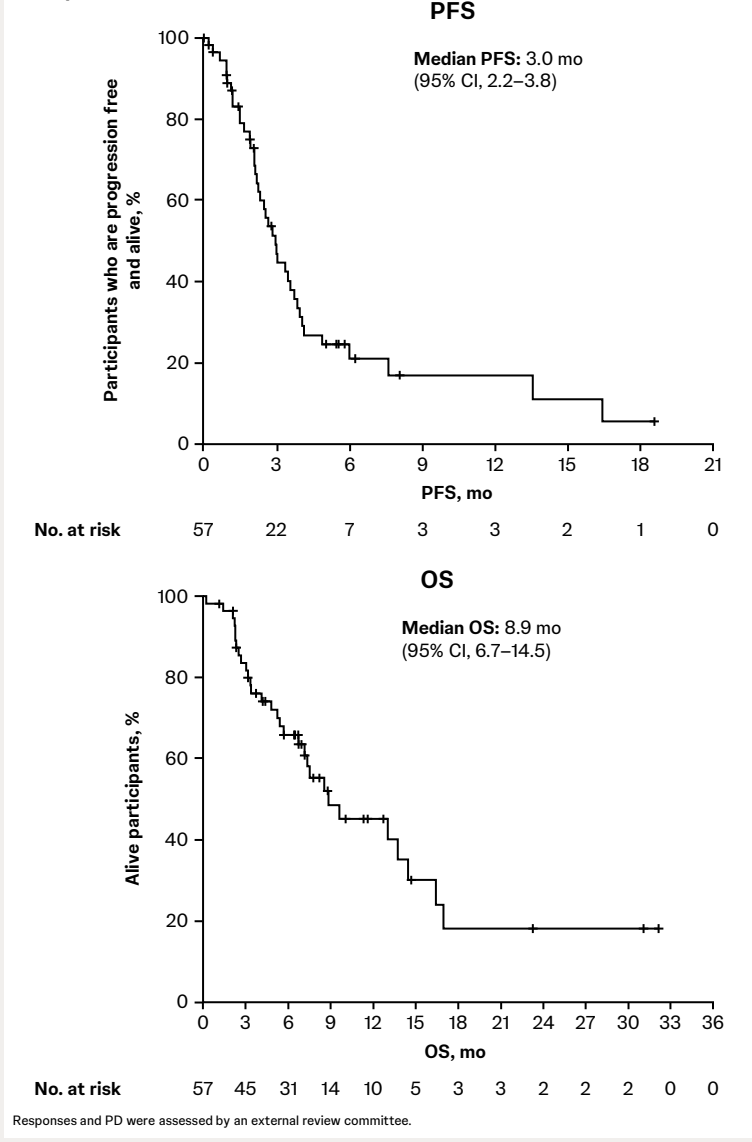 PFS
Median PFS: 3.0 mo
(95% CI, 2.2–3.8)
Participants who are progression free
and alive, %
100
80
60
40
20
0
0 3 6 9 12 15 18 21
PFS, mo
No. at risk 57 22 7 3 3 2 1 0
OS
Median OS: 8.9 mo
(95% CI, 6.7–14.5)
Alive participants, %
100
80
60
40
20
0
0 3 6 9 12 15 18 21 24 27 30 33 36
OS, mo
No. at risk 57 45 31 14 10 5 3 3 2 2 2 0 0
Responses and PD were assessed by an external review committee.